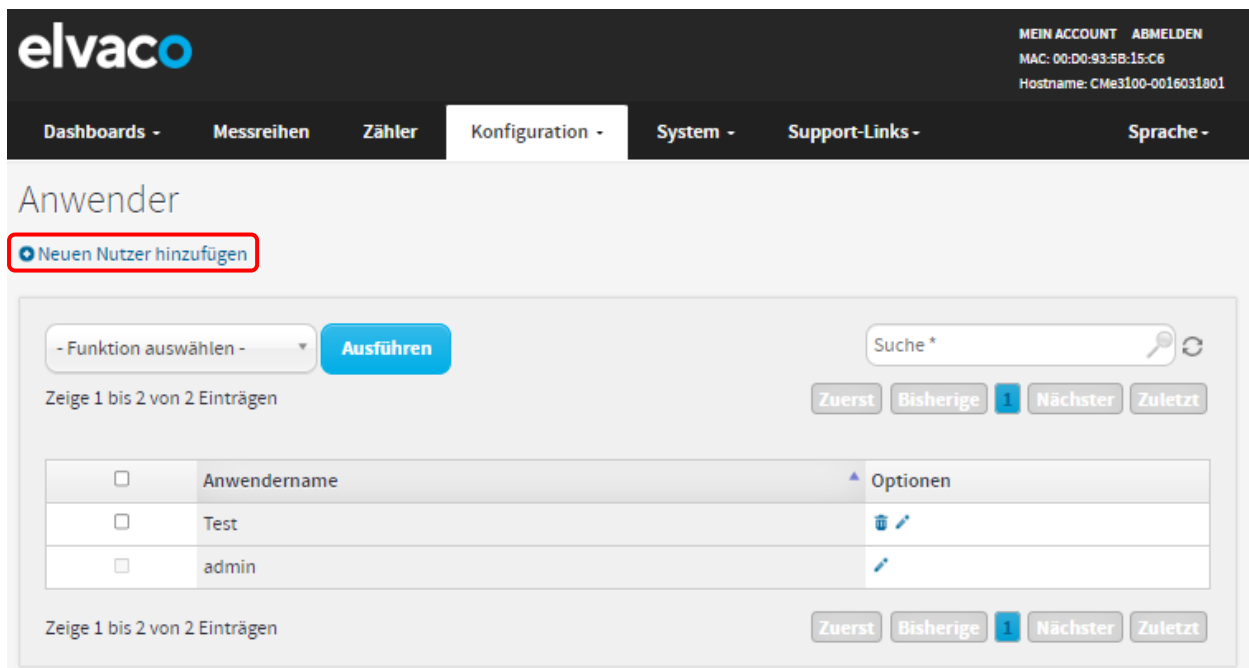 elvaco
MEIN ACCOUNT ABMELDEN
MAC: 00:D0:93:5B:15:C6
Hostname: CMe3100-0016031801
Dashboards Messreihen Zähler Konfiguration System Support-Links Sprache
Anwender
Neuen Nutzer hinzufügen
- Funktion auswählen - Ausführen Suche *
Zeige 1 bis 2 von 2 Einträgen Zuerst Bisherige 1 Nächster Zuletzt
Anwendername Optionen
Test
admin
Zeige 1 bis 2 von 2 Einträgen Zuerst Bisherige 1 Nächster Zuletzt